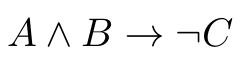 A ∧ B → ¬C